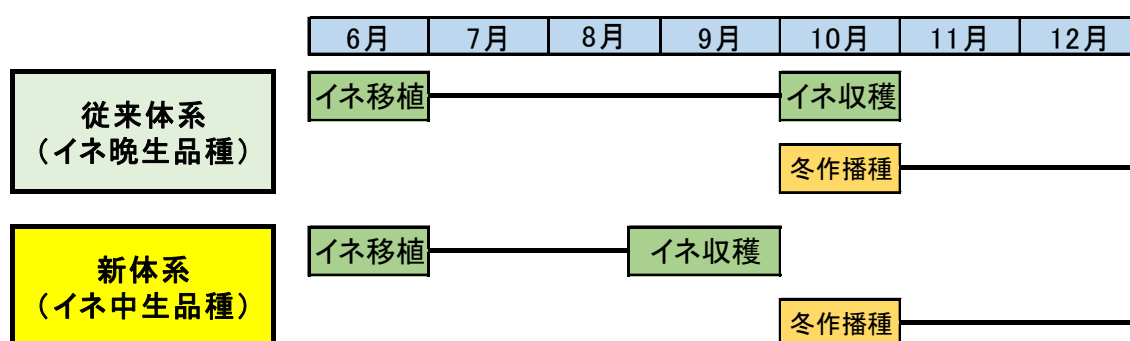 6月 7月 8月 9月 10月 11月 12月
従来体系
（イネ晩生品種）
イネ移植 イネ収穫
冬作播種
新体系
（イネ中生品種）
イネ移植 イネ収穫
冬作播種